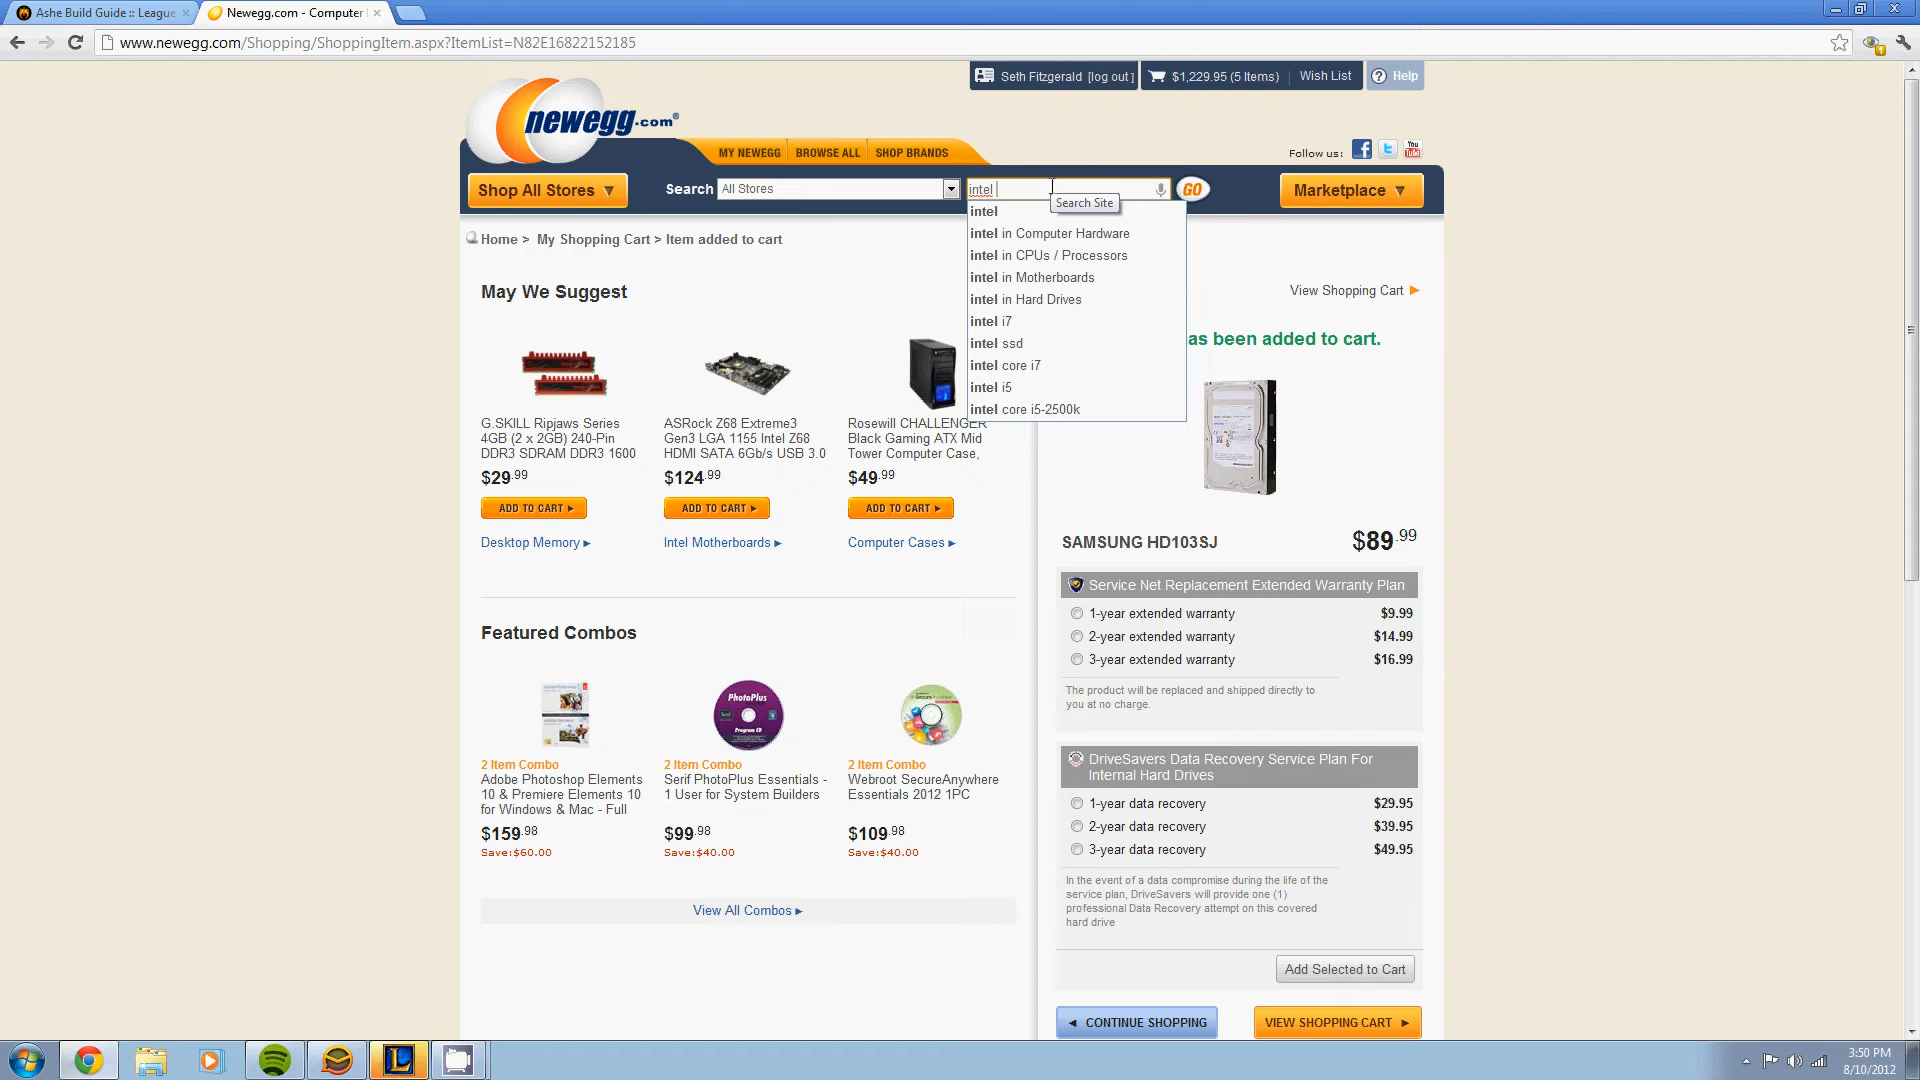 Ashe Build Guide :: League
Newegg.com - Computer
www.newegg.com/Shopping/ShoppingItem.aspx?ItemList=N82E16822152185
Seth Fitzgerald [log out]
$1,229.95 (5 Items)
Wish List
Help
newegg.com
MY NEWEGG
BROWSE ALL
SHOP BRANDS
Follow us:
You Tube
Shop All Stores
Search
All Stores
intel
GO
Marketplace
Search Site
intel
intel in Computer Hardware
intel in CPUs / Processors
intel in Motherboards
intel in Hard Drives
intel i7
intel ssd
intel core i7
intel i5
intel core i5-2500k
Home > My Shopping Cart > Item added to cart
May We Suggest
View Shopping Cart
as been added to cart.
G.SKILL Ripjaws Series
4GB (2 x 2GB) 240-Pin
DDR3 SDRAM DDR3 1600
$29.99
ADD TO CART
Desktop Memory
ASRock Z68 Extreme3
Gen3 LGA 1155 Intel Z68
HDMI SATA 6Gb/s USB 3.0
$124.99
ADD TO CART
Intel Motherboards
Rosewill CHALLENGER
Black Gaming ATX Mid
Tower Computer Case,
$49.99
ADD TO CART
Computer Cases
SAMSUNG HD103SJ
$89.99
Service Net Replacement Extended Warranty Plan
1-year extended warranty $9.99
2-year extended warranty $14.99
3-year extended warranty $16.99
The product will be replaced and shipped directly to
you at no charge.
DriveSavers Data Recovery Service Plan For
Internal Hard Drives
1-year data recovery $29.95
2-year data recovery $39.95
3-year data recovery $49.95
In the event of a data compromise during the life of the
service plan, DriveSavers will provide one (1)
professional Data Recovery attempt on this covered
hard drive
Add Selected to Cart
CONTINUE SHOPPING
VIEW SHOPPING CART
Featured Combos
PhotoPlus
Program CD
2 Item Combo
Adobe Photoshop Elements
10 & Premiere Elements 10
for Windows & Mac - Full
$159.98
Save:$60.00
2 Item Combo
Serif PhotoPlus Essentials -
1 User for System Builders
$99.98
Save:$40.00
2 Item Combo
Webroot SecureAnywhere
Essentials 2012 1PC
$109.98
Save:$40.00
View All Combos
3:50 PM
8/10/2012